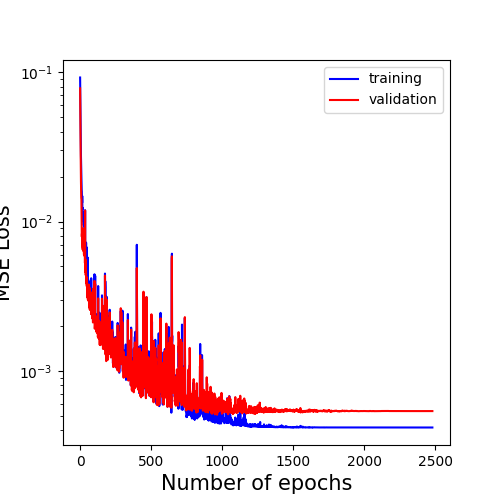 training
validation
10⁻¹
10⁻²
10⁻³
MSE Loss
0 500 1000 1500 2000 2500
Number of epochs